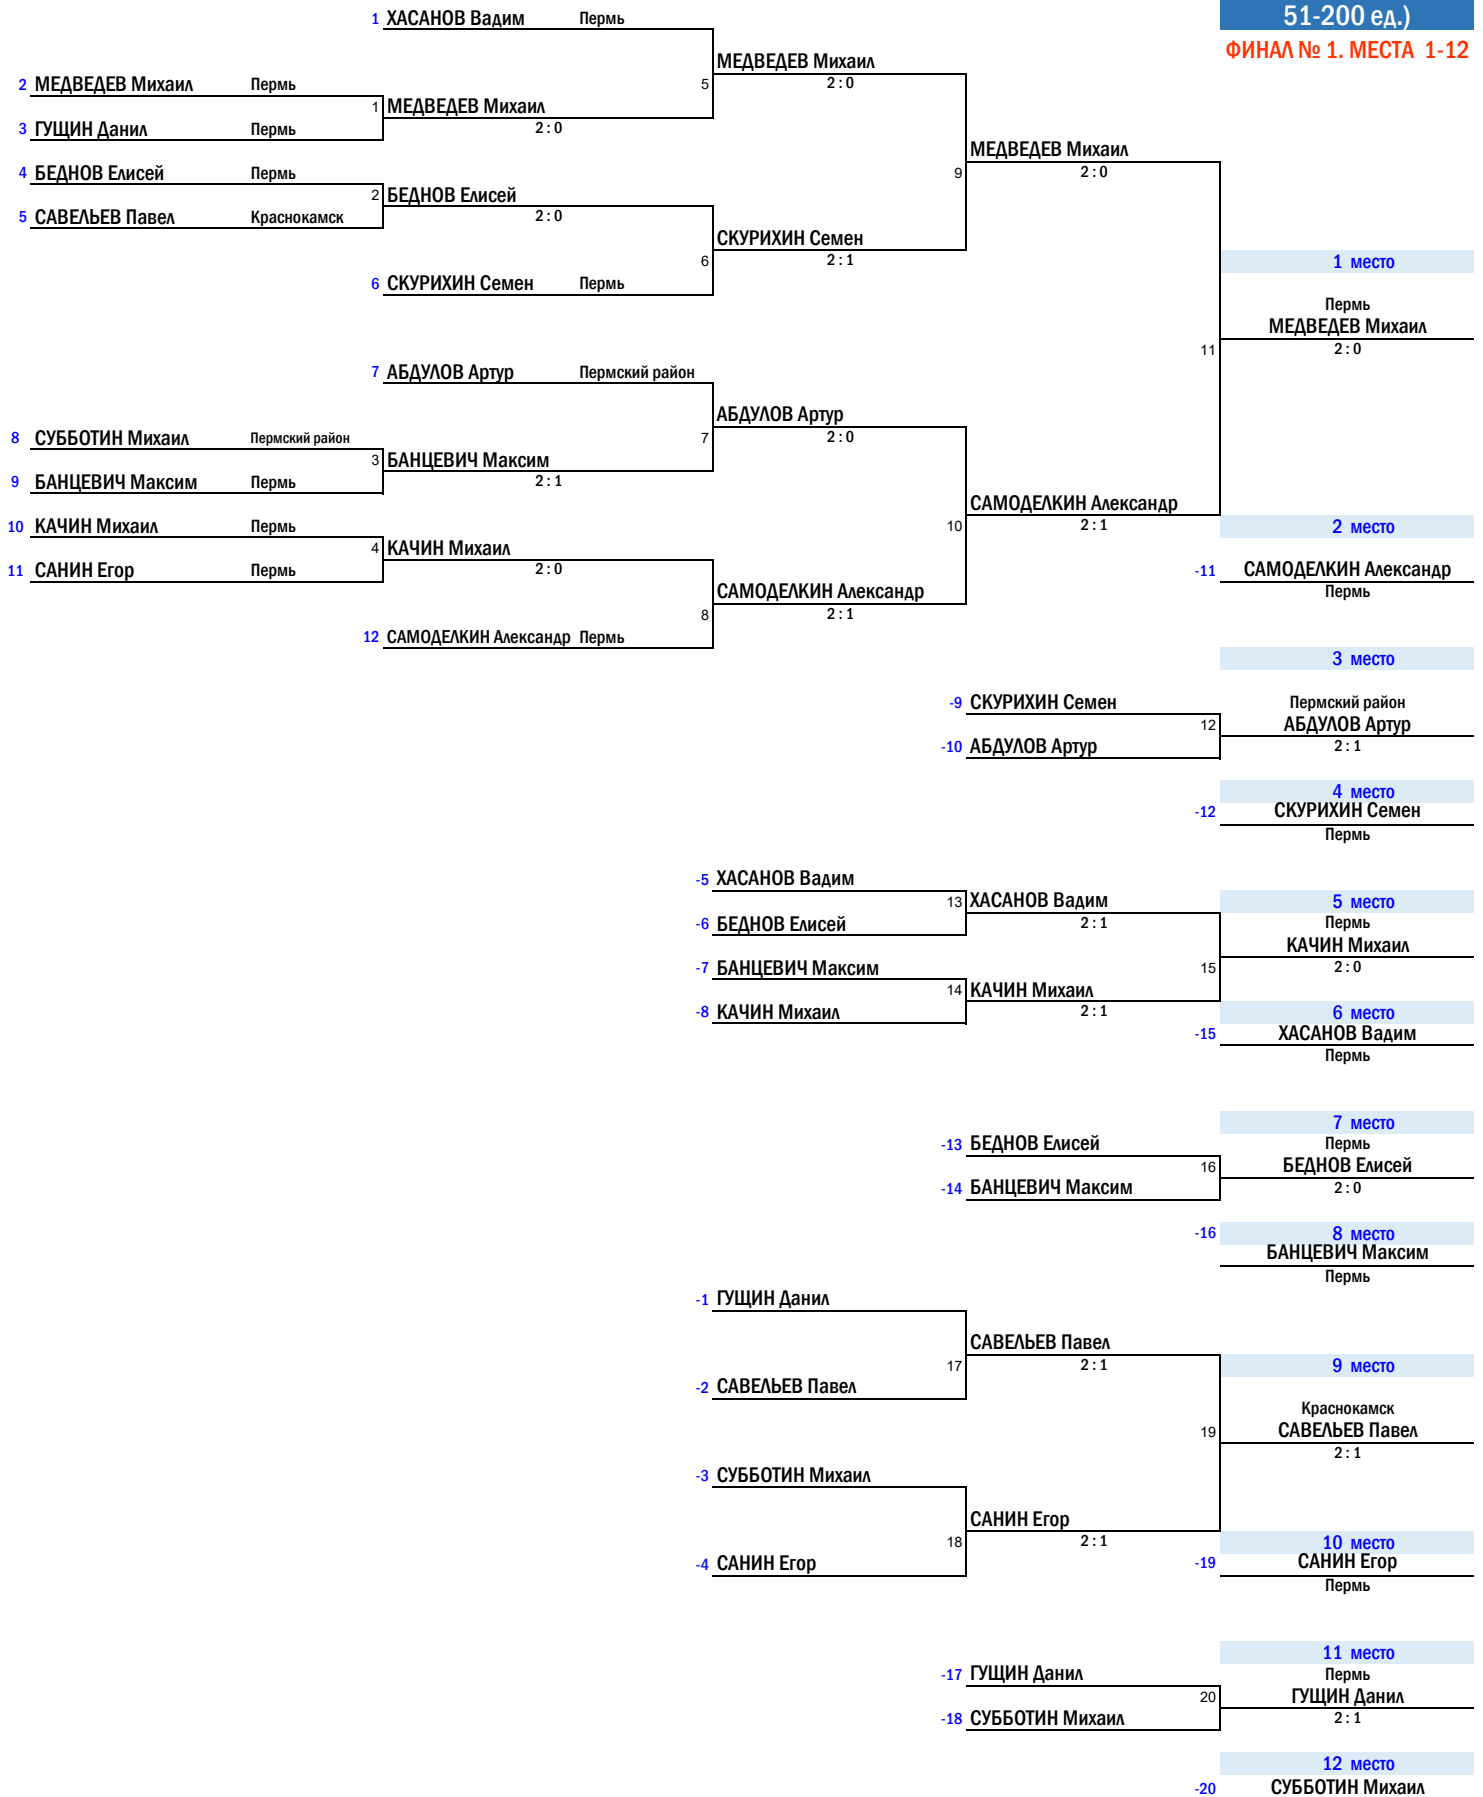 51-200 ед.)
ФИНАЛ № 1. МЕСТА 1-12
1 ХАСАНОВ Вадим Пермь
МЕДВЕДЕВ Михаил
5 2 : 0
2 МЕДВЕДЕВ Михаил Пермь
1 МЕДВЕДЕВ Михаил
2 : 0
3 ГУЩИН Данил Пермь
МЕДВЕДЕВ Михаил
9 2 : 0
4 БЕДНОВ Елисей Пермь
2 БЕДНОВ Елисей
2 : 0
5 САВЕЛЬЕВ Павел Краснокамск
СКУРИХИН Семен
6 2 : 1
6 СКУРИХИН Семен Пермь
1 место
Пермь
МЕДВЕДЕВ Михаил
11 2 : 0
7 АБДУЛОВ Артур Пермский район
АБДУЛОВ Артур
7 2 : 0
8 СУББОТИН Михаил Пермский район
3 БАНЦЕВИЧ Максим
2 : 1
9 БАНЦЕВИЧ Максим Пермь
САМОДЕЛКИН Александр
10 2 : 1
10 КАЧИН Михаил Пермь
2 место
4 КАЧИН Михаил
2 : 0
11 САНИН Егор Пермь
-11 САМОДЕЛКИН Александр
Пермь
САМОДЕЛКИН Александр
8 2 : 1
12 САМОДЕЛКИН Александр Пермь
3 место
-9 СКУРИХИН Семен
Пермский район
12 АБДУЛОВ Артур
2 : 1
-10 АБДУЛОВ Артур
4 место
-12 СКУРИХИН Семен
Пермь
-5 ХАСАНОВ Вадим
13 ХАСАНОВ Вадим
2 : 1
-6 БЕДНОВ Елисей
5 место
Пермь
КАЧИН Михаил
15 2 : 0
-7 БАНЦЕВИЧ Максим
14 КАЧИН Михаил
2 : 1
-8 КАЧИН Михаил
6 место
-15 ХАСАНОВ Вадим
Пермь
7 место
-13 БЕДНОВ Елисей
Пермь
16 БЕДНОВ Елисей
2 : 0
-14 БАНЦЕВИЧ Максим
-16 8 место
БАНЦЕВИЧ Максим
Пермь
-1 ГУЩИН Данил
САВЕЛЬЕВ Павел
17 2 : 1
-2 САВЕЛЬЕВ Павел
9 место
Краснокамск
САВЕЛЬЕВ Павел
19 2 : 1
-3 СУББОТИН Михаил
САНИН Егор
18 2 : 1
-4 САНИН Егор
10 место
-19 САНИН Егор
Пермь
11 место
-17 ГУЩИН Данил
Пермь
20 ГУЩИН Данил
2 : 1
-18 СУББОТИН Михаил
12 место
-20 СУББОТИН Михаил